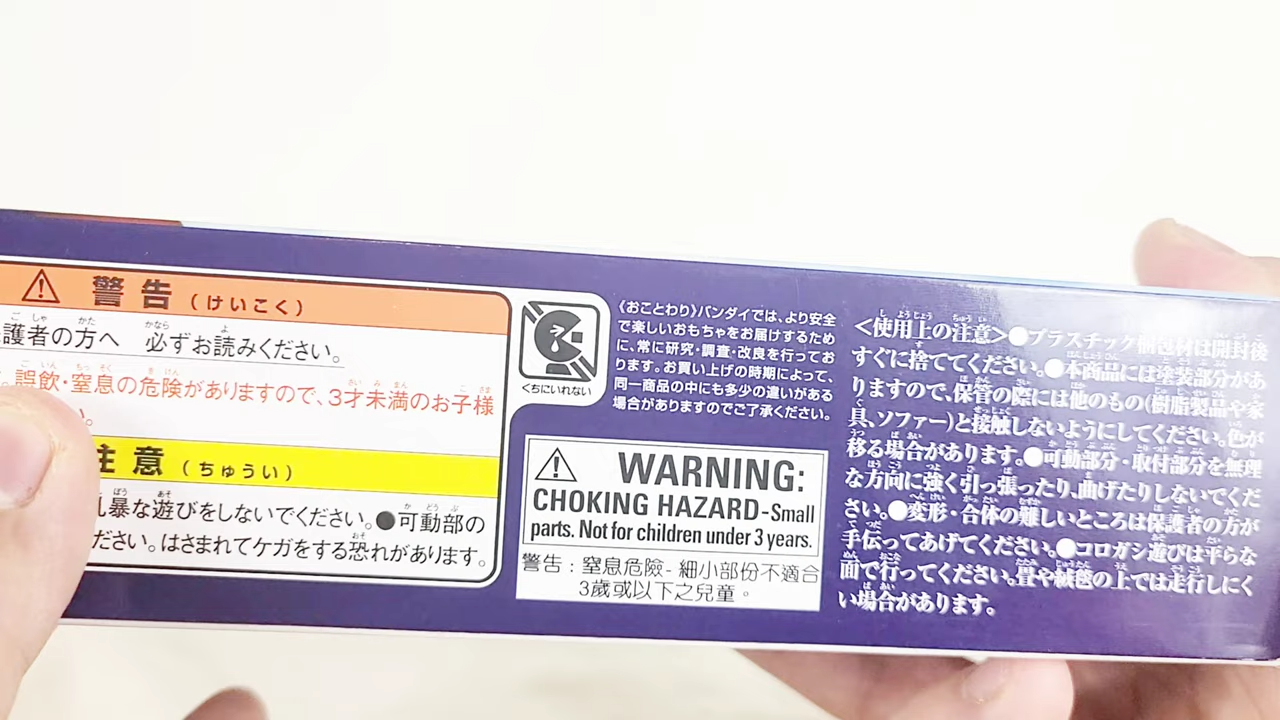 警告(けいこく)
護者の方へ 必ずお読みください。
誤飲・窒息の危険がありますので、3才未満のお子様
い。
注意(ちゅうい)
乱暴な遊びをしないでください。●可動部の
ださい。はさまれてケガをする恐れがあります。
くちにいれない
《おことわり》バンダイでは、より安全
で楽しいおもちゃをお届けするため
に、常に研究・調査・改良を行ってお
ります。お買い上げの時期によって、
同一商品の中にも多少の違いがある
場合がありますのでご了承ください。
WARNING:
CHOKING HAZARD-Small
parts. Not for children under 3 years.
警告：窒息危險-細小部份不適合
3歲或以下之兒童。
<使用上の注意>●プラスチック梱包材は開封後
すぐに捨ててください。●本商品には塗装部分があ
りますので、保管の際には他のもの(樹脂製品や家
具、ソファー)と接触しないようにしてください。色が
移る場合があります。●可動部分・取付部分を無理
な方向に強く引っ張ったり、曲げたりしないでくだ
さい。●変形・合体の難しいところは保護者の方が
手伝ってあげてください。●コロガシ遊びは平らな
面で行ってください。畳や絨毯の上では走行しにく
い場合があります。